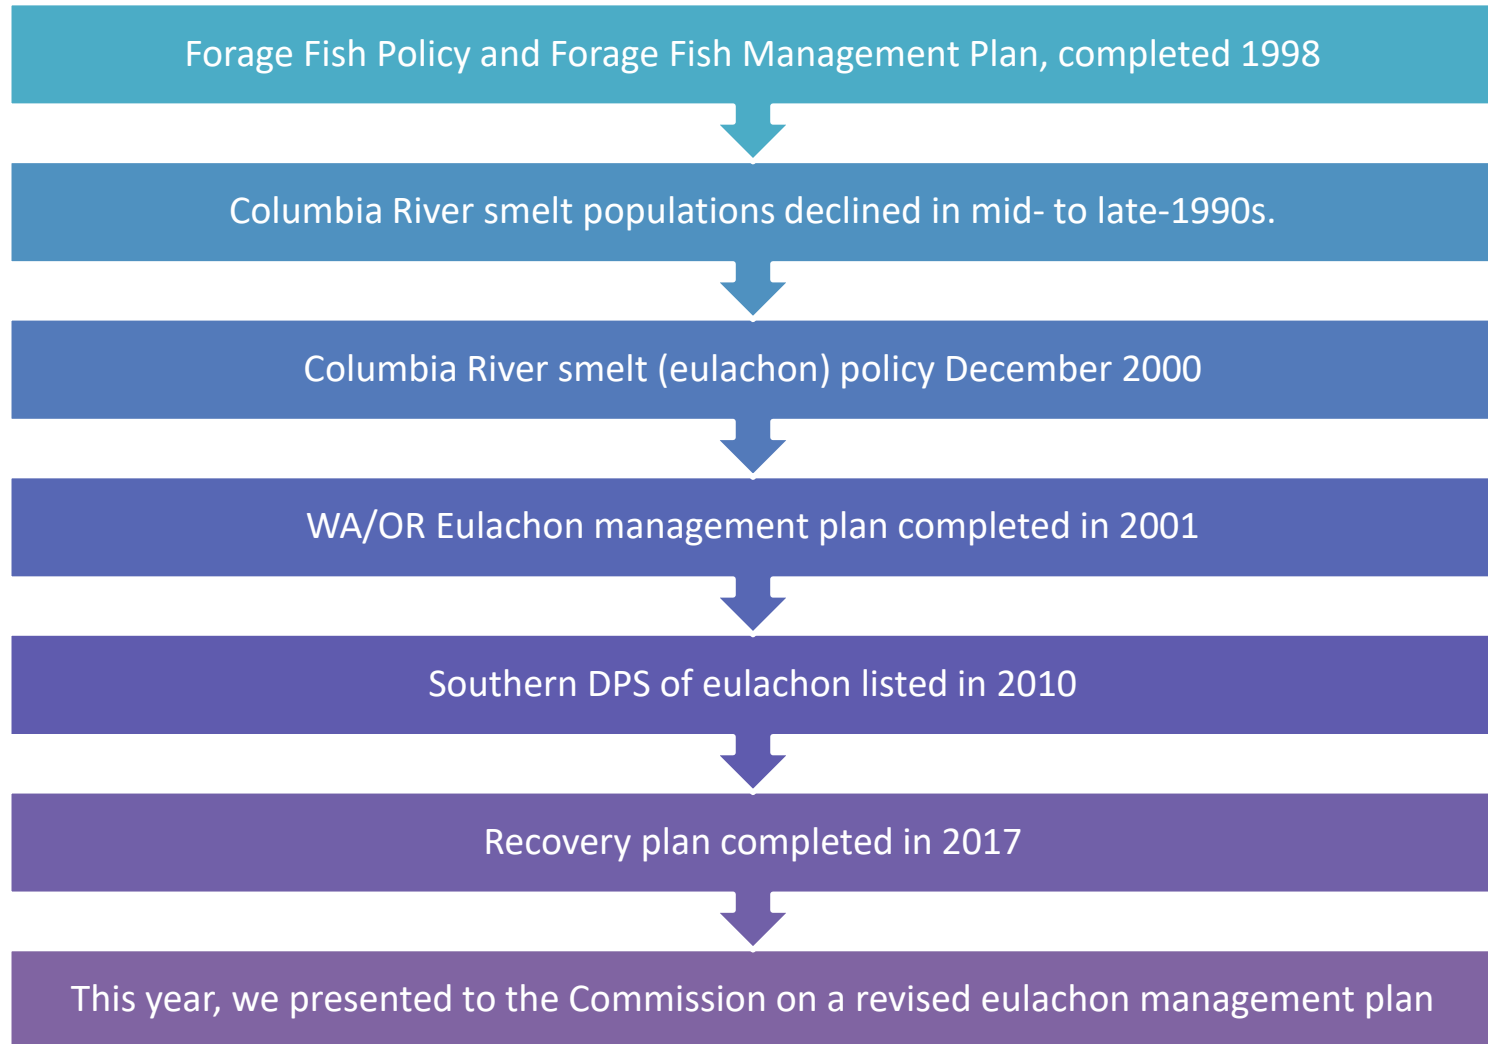 Forage Fish Policy and Forage Fish Management Plan, completed 1998
Columbia River smelt populations declined in mid- to late-1990s.
Columbia River smelt (eulachon) policy December 2000
WA/OR Eulachon management plan completed in 2001
Southern DPS of eulachon listed in 2010
Recovery plan completed in 2017
This year, we presented to the Commission on a revised eulachon management plan